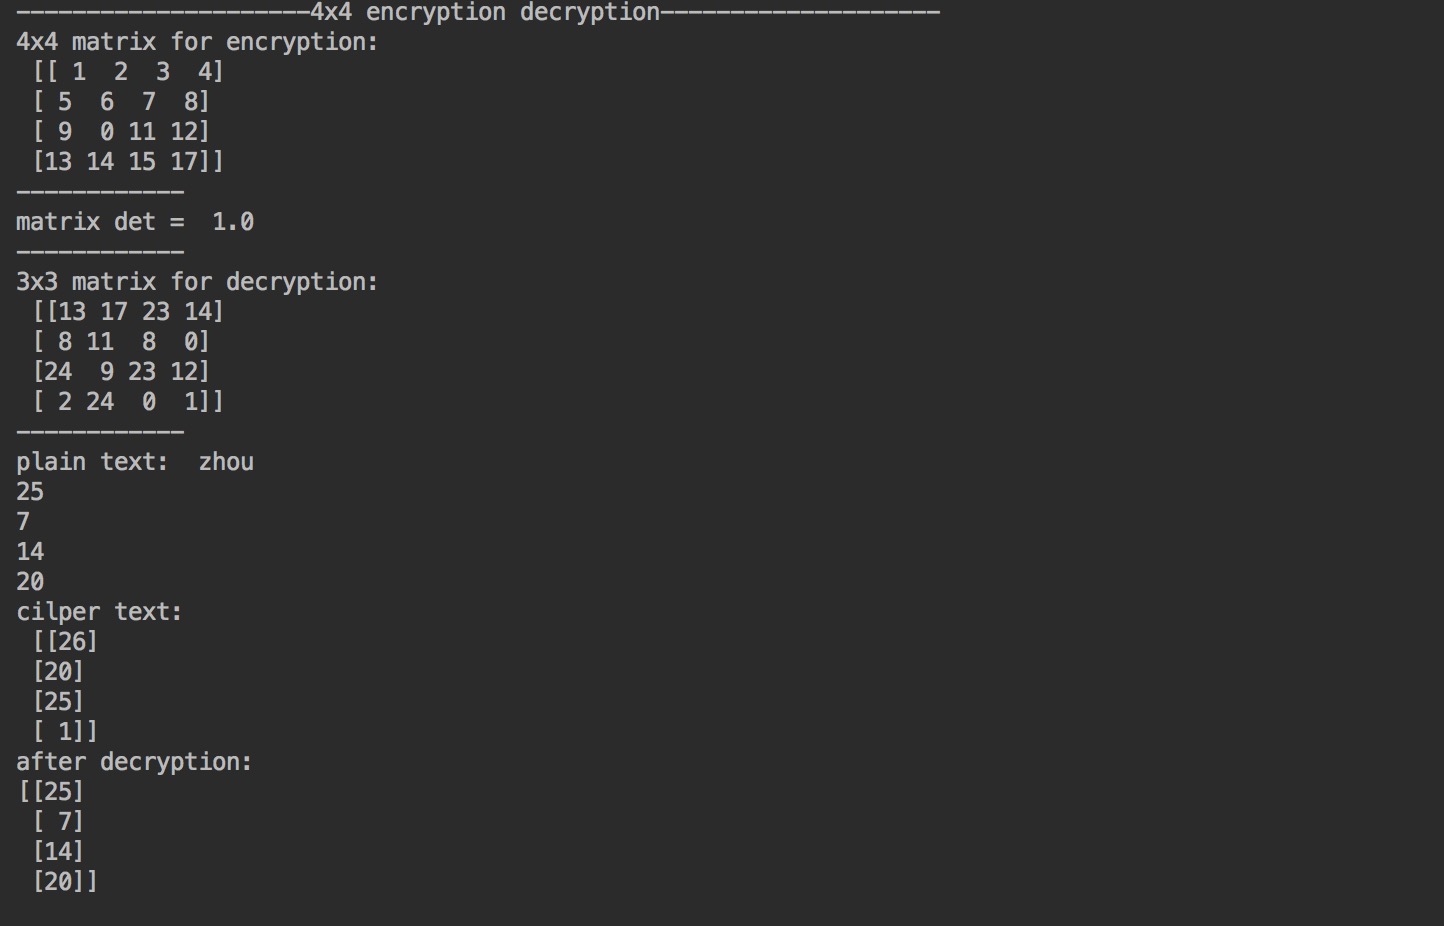 ---------------------4x4 encryption decryption--------------------
4x4 matrix for encryption:
 [[ 1  2  3  4]
 [ 5  6  7  8]
 [ 9  0 11 12]
 [13 14 15 17]]
------------
matrix det =  1.0
------------
3x3 matrix for decryption:
 [[13 17 23 14]
 [ 8 11  8  0]
 [24  9 23 12]
 [ 2 24  0  1]]
------------
plain text:  zhou
25
7
14
20
cilper text:
 [[26]
 [20]
 [25]
 [ 1]]
after decryption:
[[25]
 [ 7]
 [14]
 [20]]